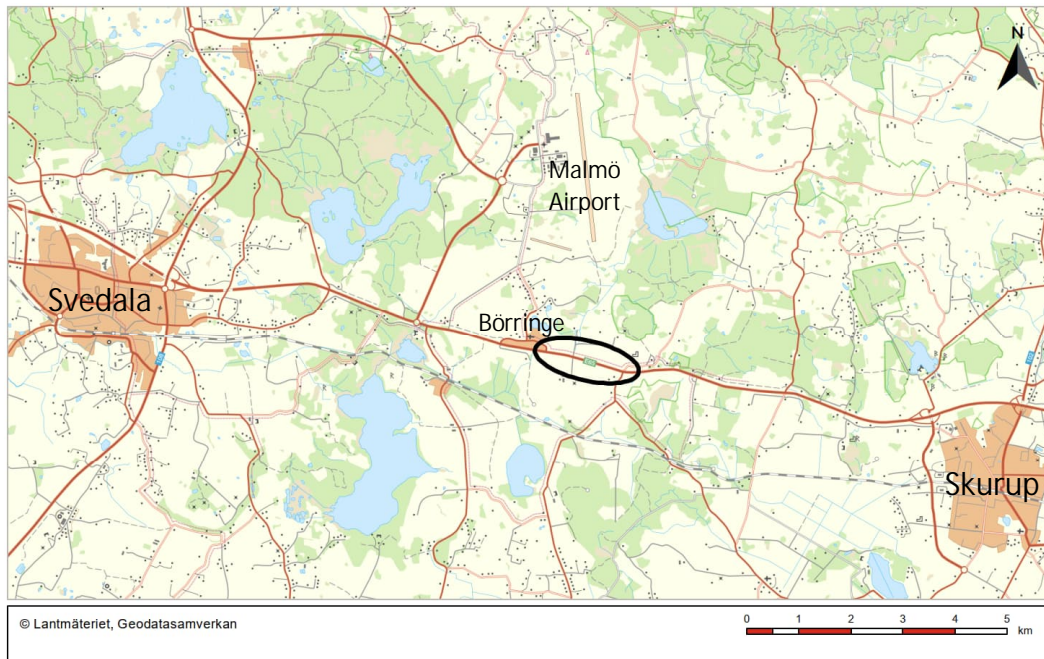 N
Malmö
Airport
Svedala
Börringe
Skurup
© Lantmäteriet, Geodatasamverkan
0 1 2 3 4 5
km